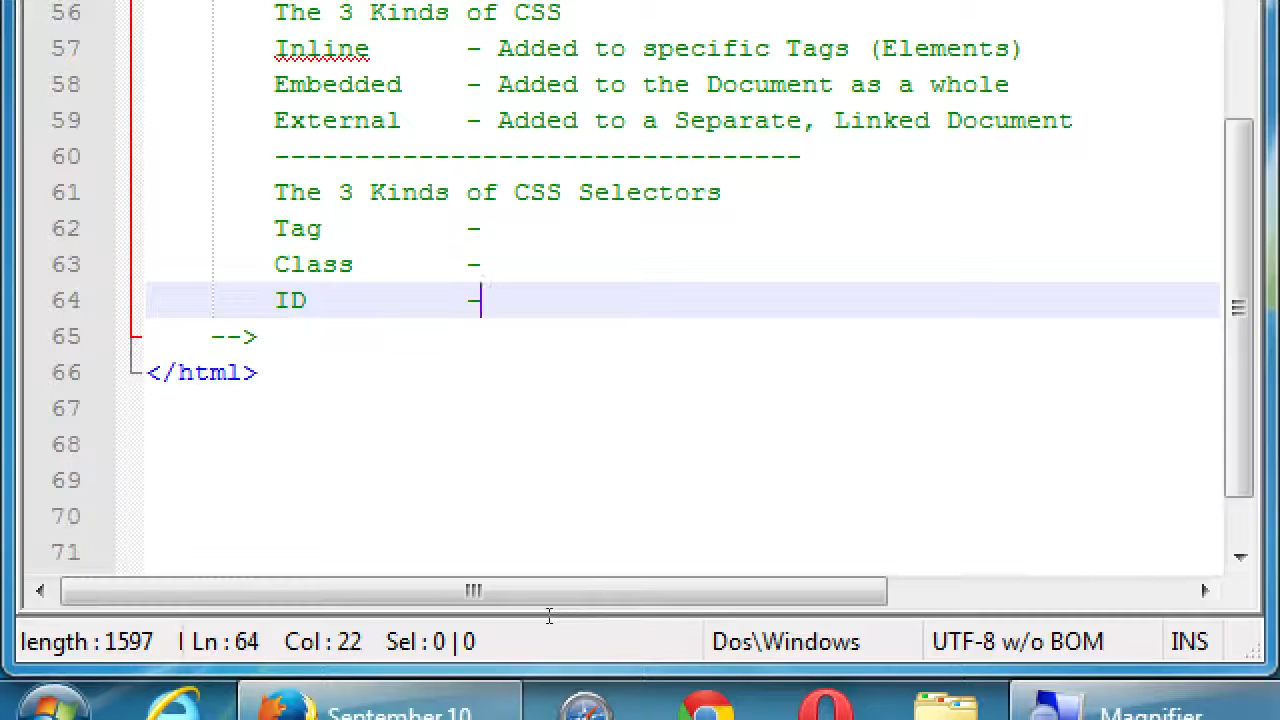 56 The 3 Kinds of CSS
57 Inline - Added to specific Tags (Elements)
58 Embedded - Added to the Document as a whole
59 External - Added to a Separate, Linked Document
60 ---------------------------------
61 The 3 Kinds of CSS Selectors
62 Tag -
63 Class -
64 ID -
65 -->
66 </html>
67
68
69
70
71
length : 1597 l Ln : 64 Col : 22 Sel : 0 | 0 Dos\Windows UTF-8 w/o BOM INS
September 10 Magnifier